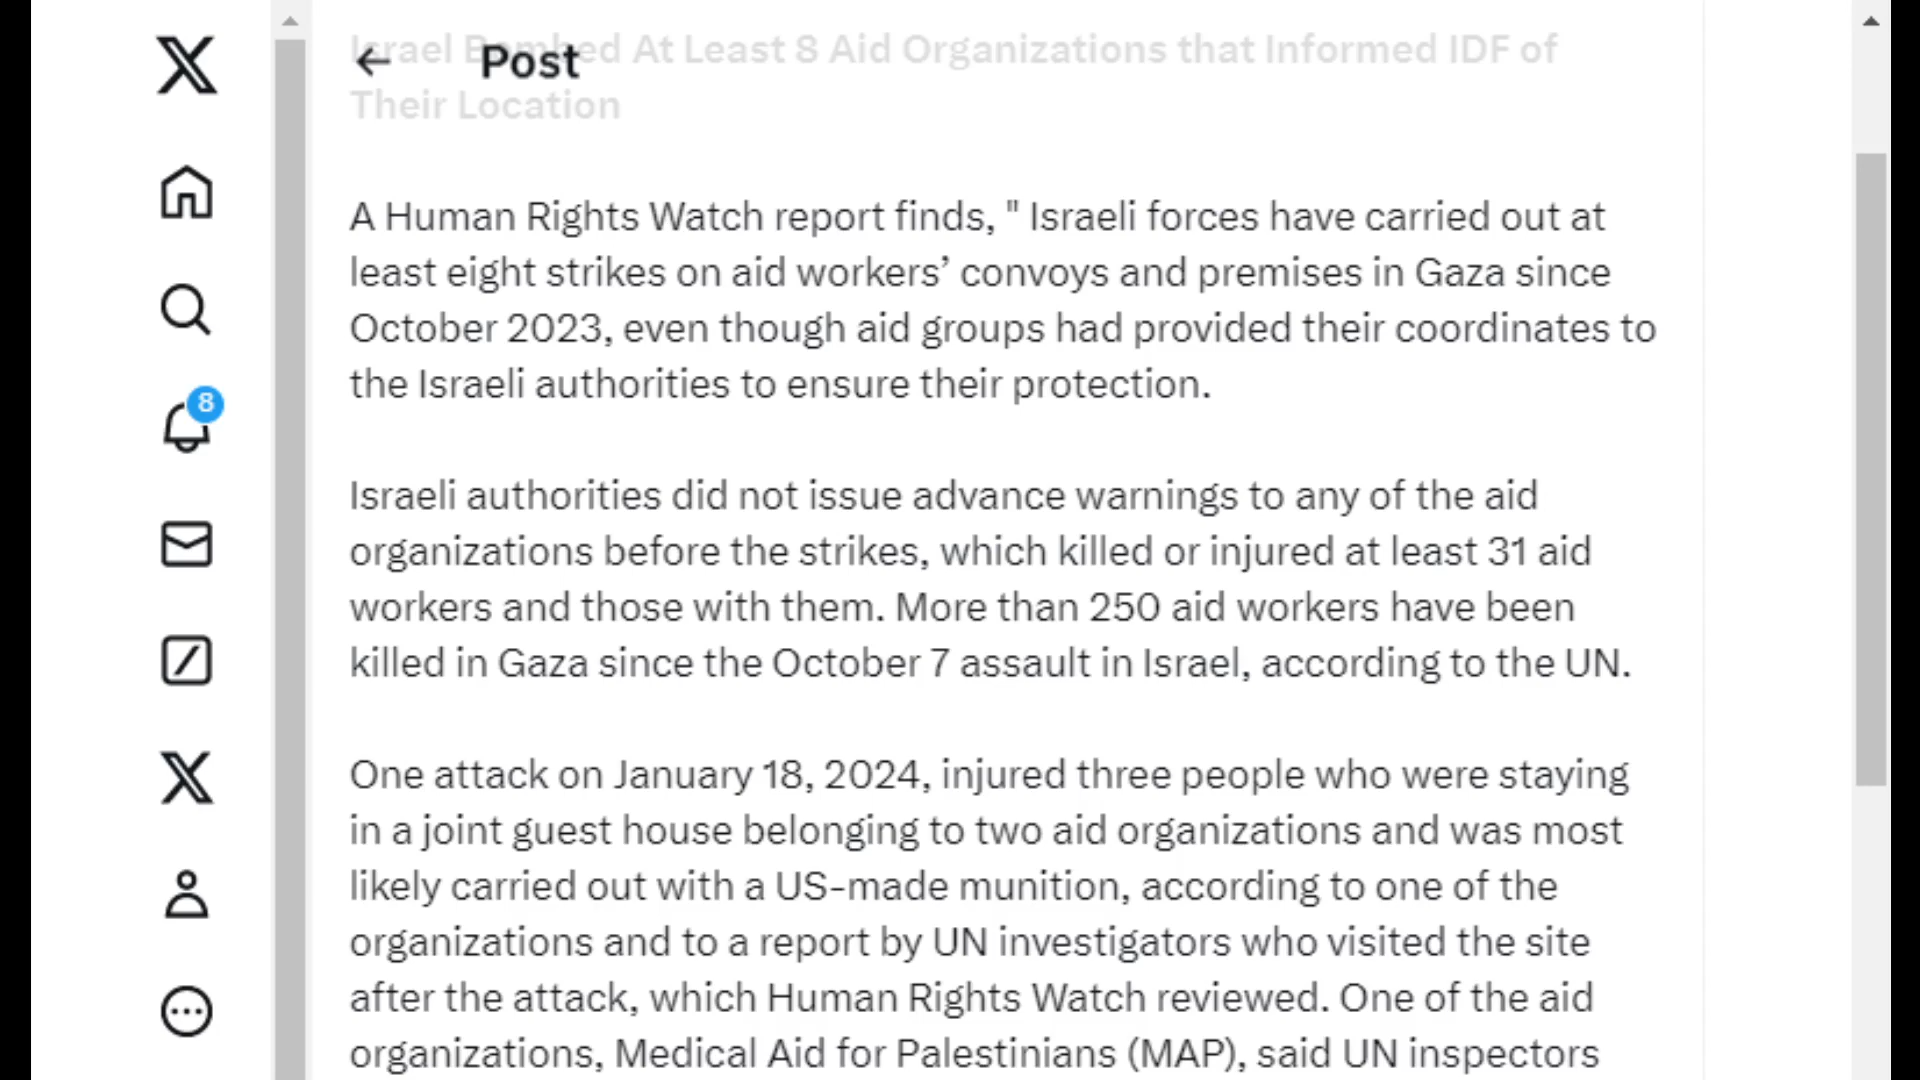 Israel Bombed At Least 8 Aid Organizations that Informed IDF of
Post
Their Location
A Human Rights Watch report finds, " Israeli forces have carried out at
least eight strikes on aid workers’ convoys and premises in Gaza since
October 2023, even though aid groups had provided their coordinates to
the Israeli authorities to ensure their protection.
8
Israeli authorities did not issue advance warnings to any of the aid
organizations before the strikes, which killed or injured at least 31 aid
workers and those with them. More than 250 aid workers have been
killed in Gaza since the October 7 assault in Israel, according to the UN.
One attack on January 18, 2024, injured three people who were staying
in a joint guest house belonging to two aid organizations and was most
likely carried out with a US-made munition, according to one of the
organizations and to a report by UN investigators who visited the site
after the attack, which Human Rights Watch reviewed. One of the aid
organizations, Medical Aid for Palestinians (MAP), said UN inspectors